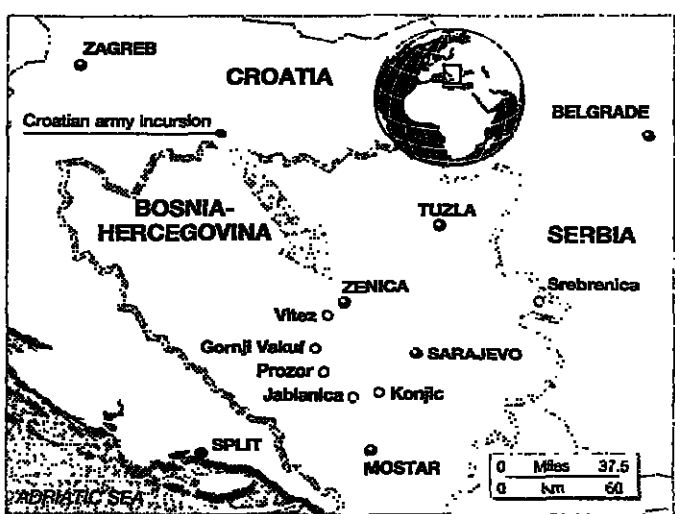 ZAGREB
CROATIA
Croatian army incursion
BELGRADE
BOSNIA-
HERCEGOVINA
TUZLA
SERBIA
ZENICA
Srebrenica
Vitez
Gornji Vakuf
SARAJEVO
Prozor
Jablanica
Konjic
SPLIT
MOSTAR
0 Miles 37.5
0 km 60
ADRIATIC SEA